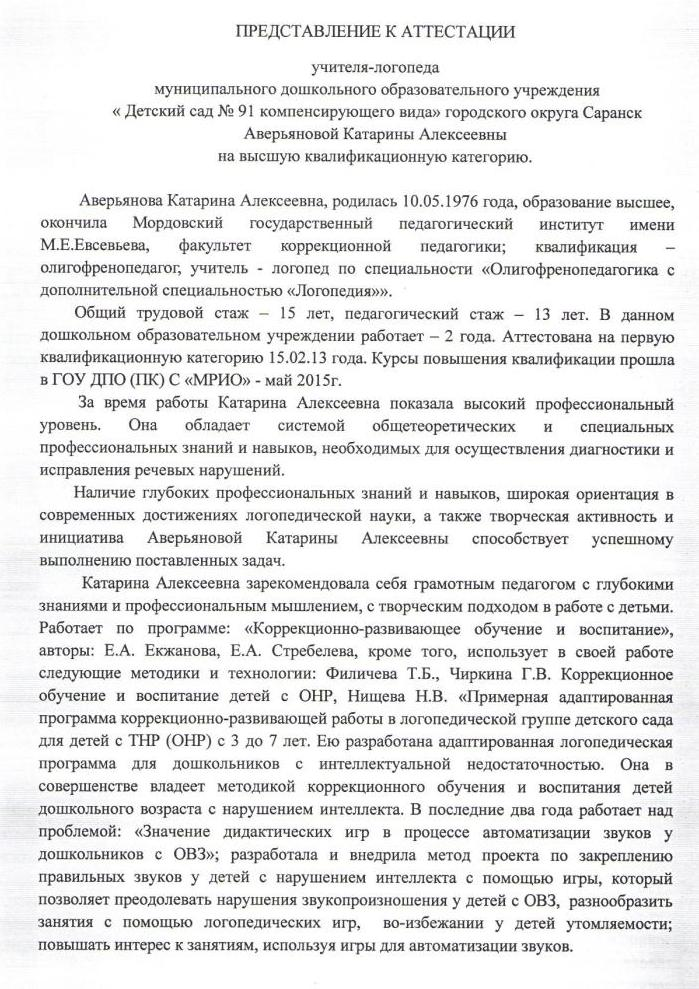 ПРЕДСТАВЛЕНИЕ К АТТЕСТАЦИИ
учителя-логопеда
муниципального дошкольного образовательного учреждения
« Детский сад № 91 компенсирующего вида» городского округа Саранск
Аверьяновой Катарины Алексеевны
на высшую квалификационную категорию.
Аверьянова Катарина Алексеевна, родилась 10.05.1976 года, образование высшее,
окончила Мордовский государственный педагогический институт имени
М.Е.Евсевьева, факультет коррекционной педагогики; квалификация –
олигофренопедагог, учитель - логопед по специальности «Олигофренопедагогика с
дополнительной специальностью «Логопедия»».
Общий трудовой стаж – 15 лет, педагогический стаж – 13 лет. В данном
дошкольном образовательном учреждении работает – 2 года. Аттестована на первую
квалификационную категорию 15.02.13 года. Курсы повышения квалификации прошла
в ГОУ ДПО (ПК) С «МРИО» - май 2015г.
За время работы Катарина Алексеевна показала высокий профессиональный
уровень. Она обладает системой общетеоретических и специальных
профессиональных знаний и навыков, необходимых для осуществления диагностики и
исправления речевых нарушений.
Наличие глубоких профессиональных знаний и навыков, широкая ориентация в
современных достижениях логопедической науки, а также творческая активность и
инициатива Аверьяновой Катарины Алексеевны способствует успешному
выполнению поставленных задач.
Катарина Алексеевна зарекомендовала себя грамотным педагогом с глубокими
знаниями и профессиональным мышлением, с творческим подходом в работе с детьми.
Работает по программе: «Коррекционно-развивающее обучение и воспитание»,
авторы: Е.А. Екжанова, Е.А. Стребелева, кроме того, использует в своей работе
следующие методики и технологии: Филичева Т.Б., Чиркина Г.В. Коррекционное
обучение и воспитание детей с ОНР, Нищева Н.В. «Примерная адаптированная
программа коррекционно-развивающей работы в логопедической группе детского сада
для детей с ТНР (ОНР) с 3 до 7 лет. Ею разработана адаптированная логопедическая
программа для дошкольников с интеллектуальной недостаточностью. Она в
совершенстве владеет методикой коррекционного обучения и воспитания детей
дошкольного возраста с нарушением интеллекта. В последние два года работает над
проблемой: «Значение дидактических игр в процессе автоматизации звуков у
дошкольников с ОВЗ»; разработала и внедрила метод проекта по закреплению
правильных звуков у детей с нарушением интеллекта с помощью игры, который
позволяет преодолевать нарушения звукопроизношения у детей с ОВЗ, разнообразить
занятия с помощью логопедических игр, во-избежании у детей утомляемости;
повышать интерес к занятиям, используя игры для автоматизации звуков.